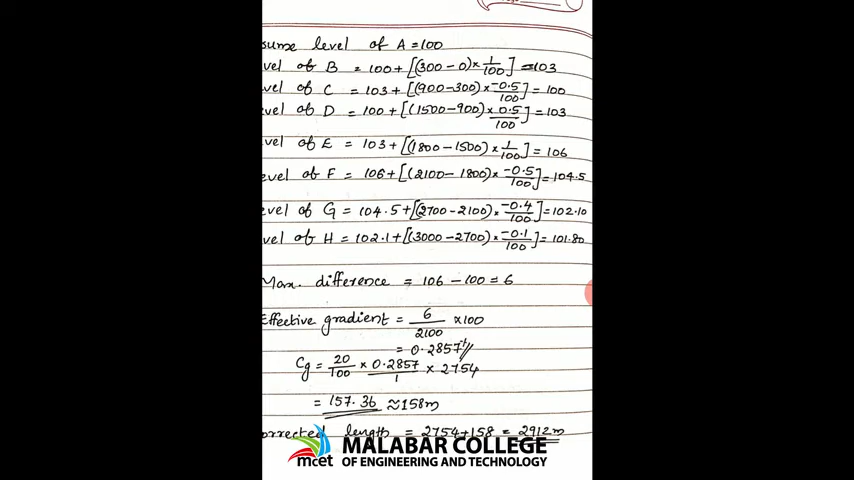 sume level of A = 100
vel of B = 100 + [(300 - 0) × 1/100] = 103
vel of C = 103 + [(900 - 300) × -0.5/100] = 100
vel of D = 100 + [(1500 - 900) × 0.5/100] = 103
vel of E = 103 + [(1800 - 1500) × 1/100] = 106
evel of F = 106 + [(2100 - 1800) × -0.5/100] = 104.5
evel of G = 104.5 + [(2700 - 2100) × -0.4/100] = 102.10
evel of H = 102.1 + [(3000 - 2700) × -0.1/100] = 101.80
Max. difference = 106 - 100 = 6
Effective gradient = 6/2100 × 100
= 0.2857%
Cg = 20/100 × 0.2857/1 × 2754
= 157.36 ≈ 158m
orrected length = 2754 + 158 = 2912m
mcet
MALABAR COLLEGE
OF ENGINEERING AND TECHNOLOGY